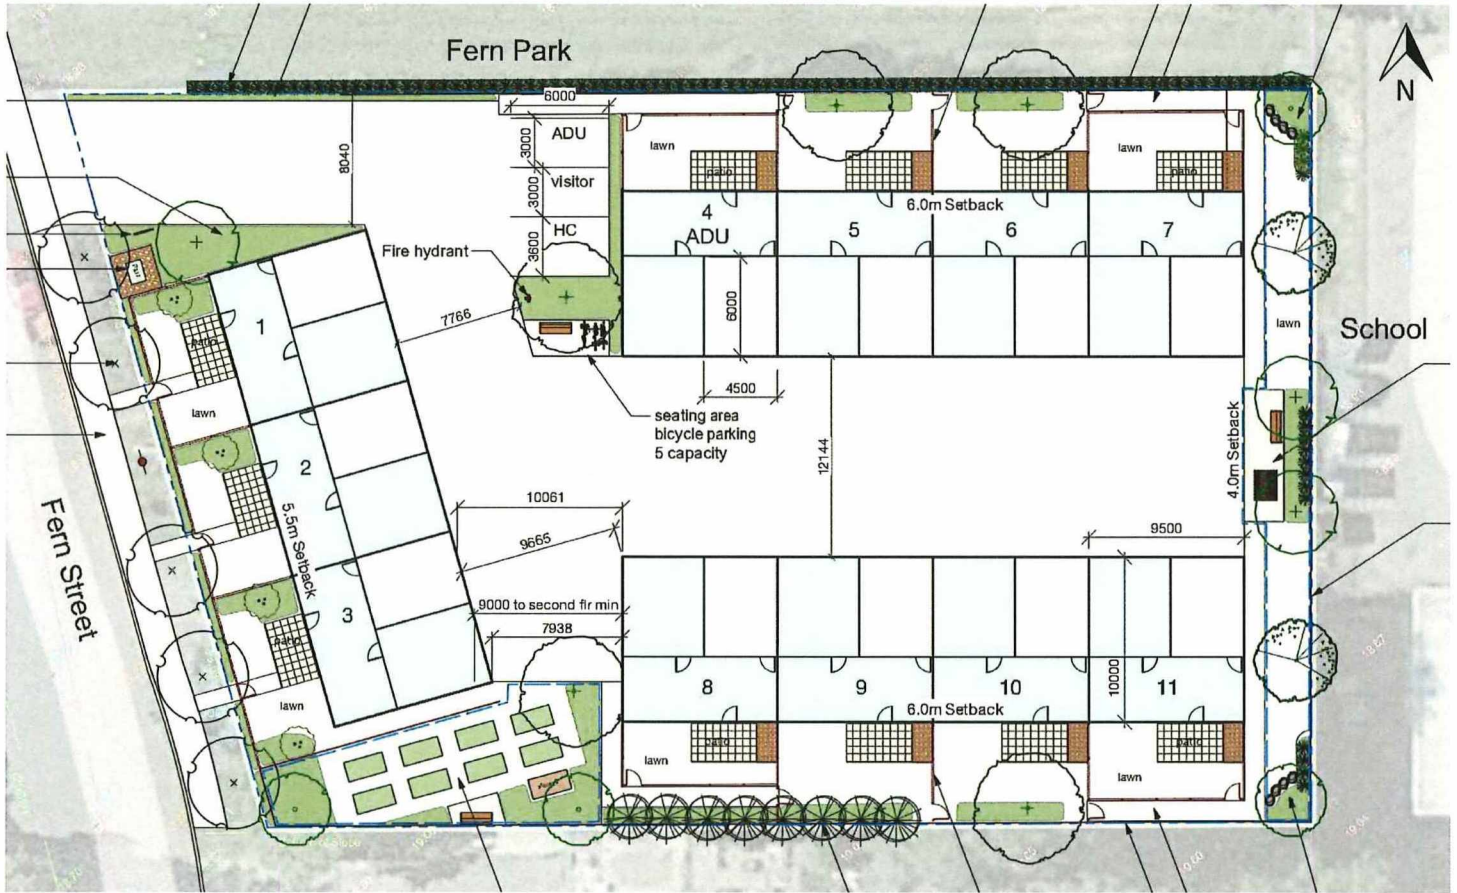 Fern Park
N
6000
ADU
3000
visitor
3000
HC
3600
8040
Fire hydrant
7766
lawn
patio
4
ADU
5
6.0m Setback
6
7
lawn
patio
6000
4500
12144
seating area
bicycle parking
5 capacity
School
lawn
4.0m Setback
1
patio
lawn
2
5.5m Setback
3
patio
lawn
Fern Street
10061
9665
9000 to second flr min
7938
9500
10000
8
9
10
11
6.0m Setback
patio
lawn
patio
lawn